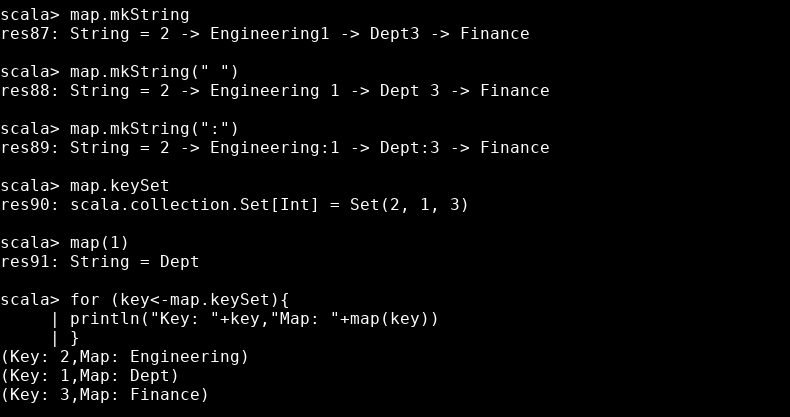 scala> map.mkString
res87: String = 2 -> Engineering1 -> Dept3 -> Finance
scala> map.mkString(" ")
res88: String = 2 -> Engineering 1 -> Dept 3 -> Finance
scala> map.mkString(":")
res89: String = 2 -> Engineering:1 -> Dept:3 -> Finance
scala> map.keySet
res90: scala.collection.Set[Int] = Set(2, 1, 3)
scala> map(1)
res91: String = Dept
scala> for (key<-map.keySet){
     | println("Key: "+key,"Map: "+map(key))
     | }
(Key: 2,Map: Engineering)
(Key: 1,Map: Dept)
(Key: 3,Map: Finance)